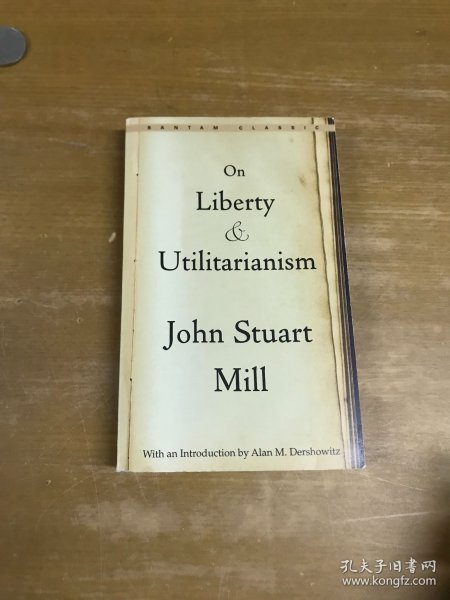 BANTAM CLASSIC
On
Liberty
&
Utilitarianism
John Stuart
Mill
With an Introduction by Alan M. Dershowitz
孔夫子旧书网
www.kongfz.com